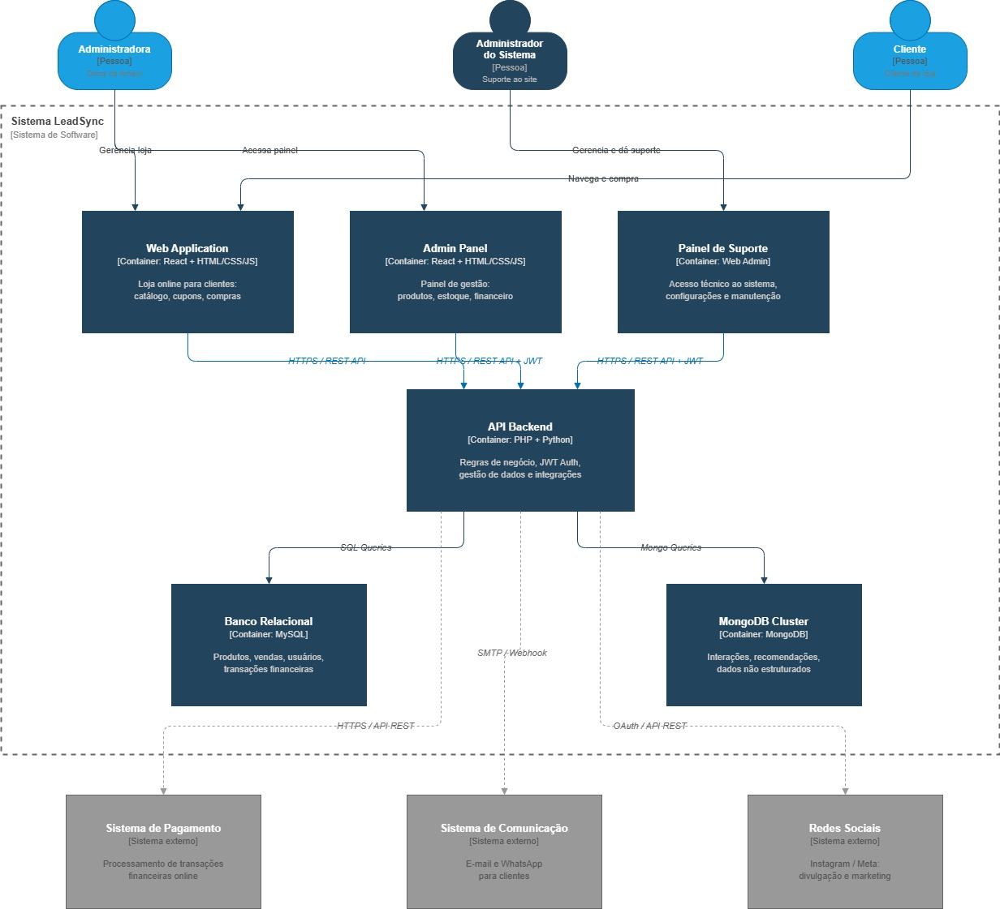 Administradora
[Pessoa]
Dona da
Administrador
do Sistema
[Pessoa]
Suporte ao site
Cliente
[Pessoa]
Cliente da loja
Sistema LeadSync
[Sistema de Software]
Gerencia loja
Acessa painel
Gerencia e dá suporte
Navega e compra
Web Application
[Container: React + HTML/CSS/JS]
Loja online para clientes:
catálogo, cupons, compras
Admin Panel
[Container: React + HTML/CSS/JS]
Painel de gestão:
produtos, estoque, financeiro
Painel de Suporte
[Container: Web Admin]
Acesso técnico ao sistema,
configurações e manutenção
HTTPS / REST API
HTTPS / REST API + JWT
HTTPS / REST API + JWT
API Backend
[Container: PHP + Python]
Regras de negócio, JWT Auth,
gestão de dados e integrações
SQL Queries
Mongo Queries
Banco Relacional
[Container: MySQL]
Produtos, vendas, usuários,
transações financeiras
MongoDB Cluster
[Container: MongoDB]
Interações, recomendações,
dados não estruturados
SMTP / Webhook
HTTPS / API REST
OAuth / API REST
Sistema de Pagamento
[Sistema externo]
Processamento de transações
financeiras online
Sistema de Comunicação
[Sistema externo]
E-mail e WhatsApp
para clientes
Redes Sociais
[Sistema externo]
Instagram / Meta:
divulgação e marketing